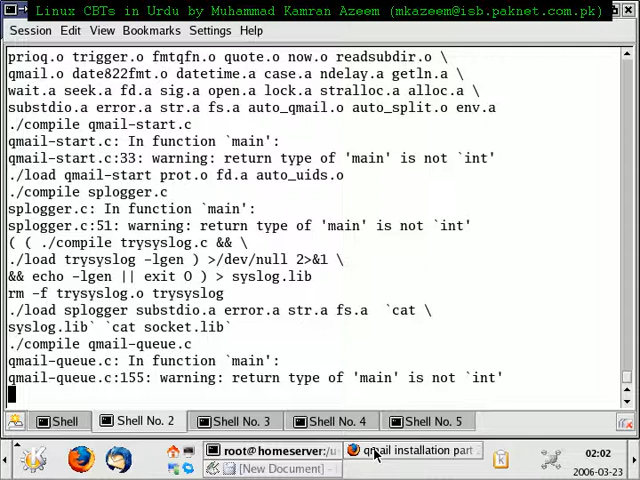 Linux CBTs in Urdu by Muhammad Kamran Azeem (mkazeem@isb.paknet.com.pk)
Session Edit View Bookmarks Settings Help
prioq.o trigger.o fmtqfn.o quote.o now.o readsubdir.o \
qmail.o date822fmt.o datetime.a case.a ndelay.a getln.a \
wait.a seek.a fd.a sig.a open.a lock.a stralloc.a alloc.a \
substdio.a error.a str.a fs.a auto_qmail.o auto_split.o env.a
./compile qmail-start.c
qmail-start.c: In function `main':
qmail-start.c:33: warning: return type of 'main' is not `int'
./load qmail-start prot.o fd.a auto_uids.o
./compile splogger.c
splogger.c: In function `main':
splogger.c:51: warning: return type of 'main' is not `int'
( ( ./compile trysyslog.c && \
./load trysyslog -lgen ) >/dev/null 2>&1 \
&& echo -lgen || exit 0 ) > syslog.lib
rm -f trysyslog.o trysyslog
./load splogger substdio.a error.a str.a fs.a  `cat \
syslog.lib` `cat socket.lib`
./compile qmail-queue.c
qmail-queue.c: In function `main':
qmail-queue.c:155: warning: return type of 'main' is not `int'
Shell Shell No. 2 Shell No. 3 Shell No. 4 Shell No. 5
root@homeserver:/u qmail installation part
[New Document]
02:02
2006-03-23